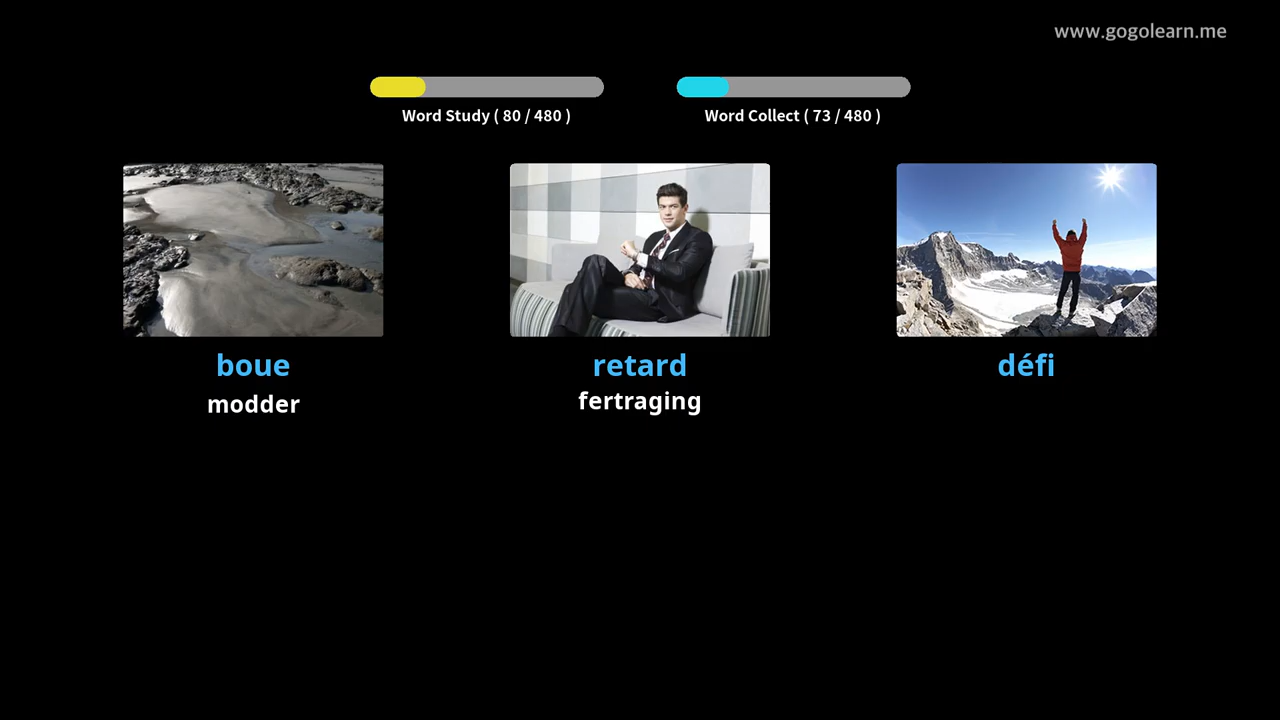 www.gogolearn.me
Word Study ( 80 / 480 )
Word Collect ( 73 / 480 )
boue
retard
défi
modder
fertraging